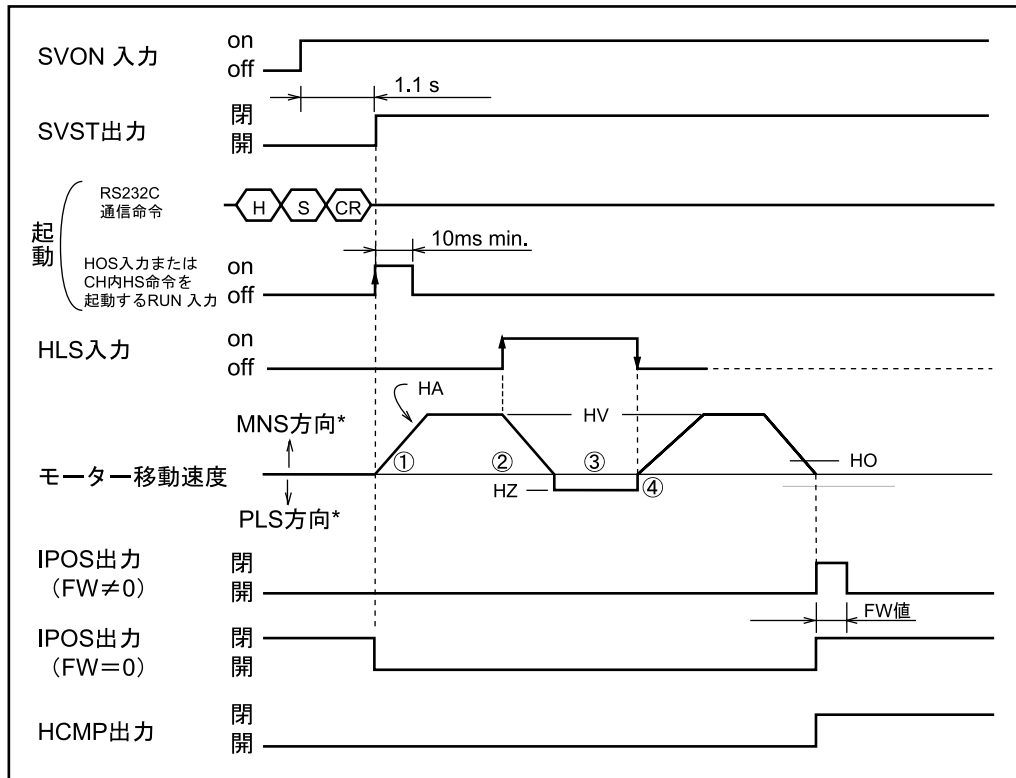 SVON 入力
on
off
1.1 s
SVST出力
閉
開
起動
RS232C
通信命令
H
S
CR
10ms min.
HOS入力または
CH内HS命令を
起動するRUN 入力
on
off
HLS入力
on
off
HA
HV
MNS方向*
①
②
③
HO
モーター移動速度
HZ
④
PLS方向*
IPOS出力
(FW≠0)
閉
開
FW値
IPOS出力
(FW=0)
閉
開
HCMP出力
閉
開